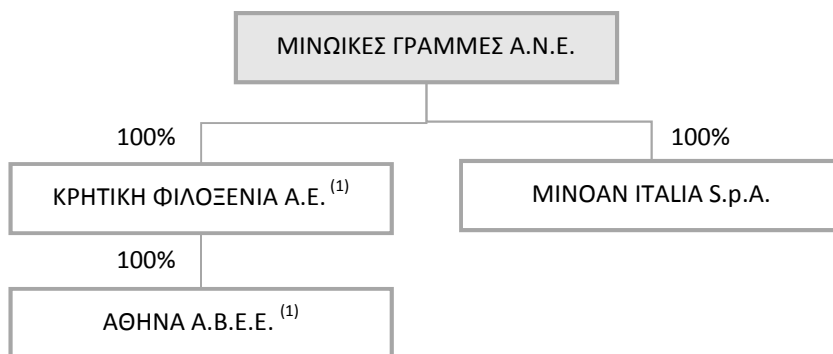 ΜΙΝΩΙΚΕΣ ΓΡΑΜΜΕΣ Α.Ν.Ε.
100%
100%
ΚΡΗΤΙΚΗ ΦΙΛΟΞΕΝΙΑ Α.Ε. (1)
MINOAN ITALIA S.p.A.
100%
ΑΘΗΝΑ Α.Β.Ε.Ε. (1)